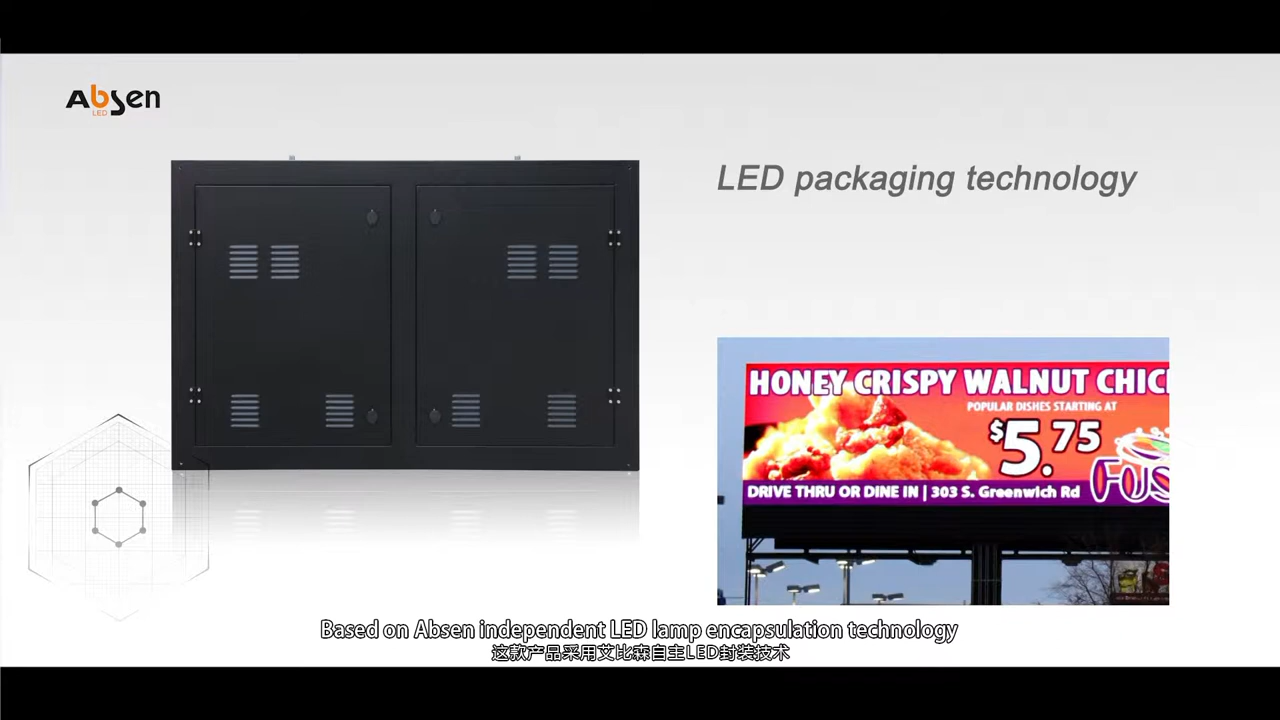 Absen
LED
LED packaging technology
HONEY CRISPY WALNUT CHIC
POPULAR DISHES STARTING AT
$5.75
DRIVE THRU OR DINE IN | 303 S. Greenwich Rd
FUS
Based on Absen independent LED lamp encapsulation technology
这款产品采用艾比森自主LED封装技术